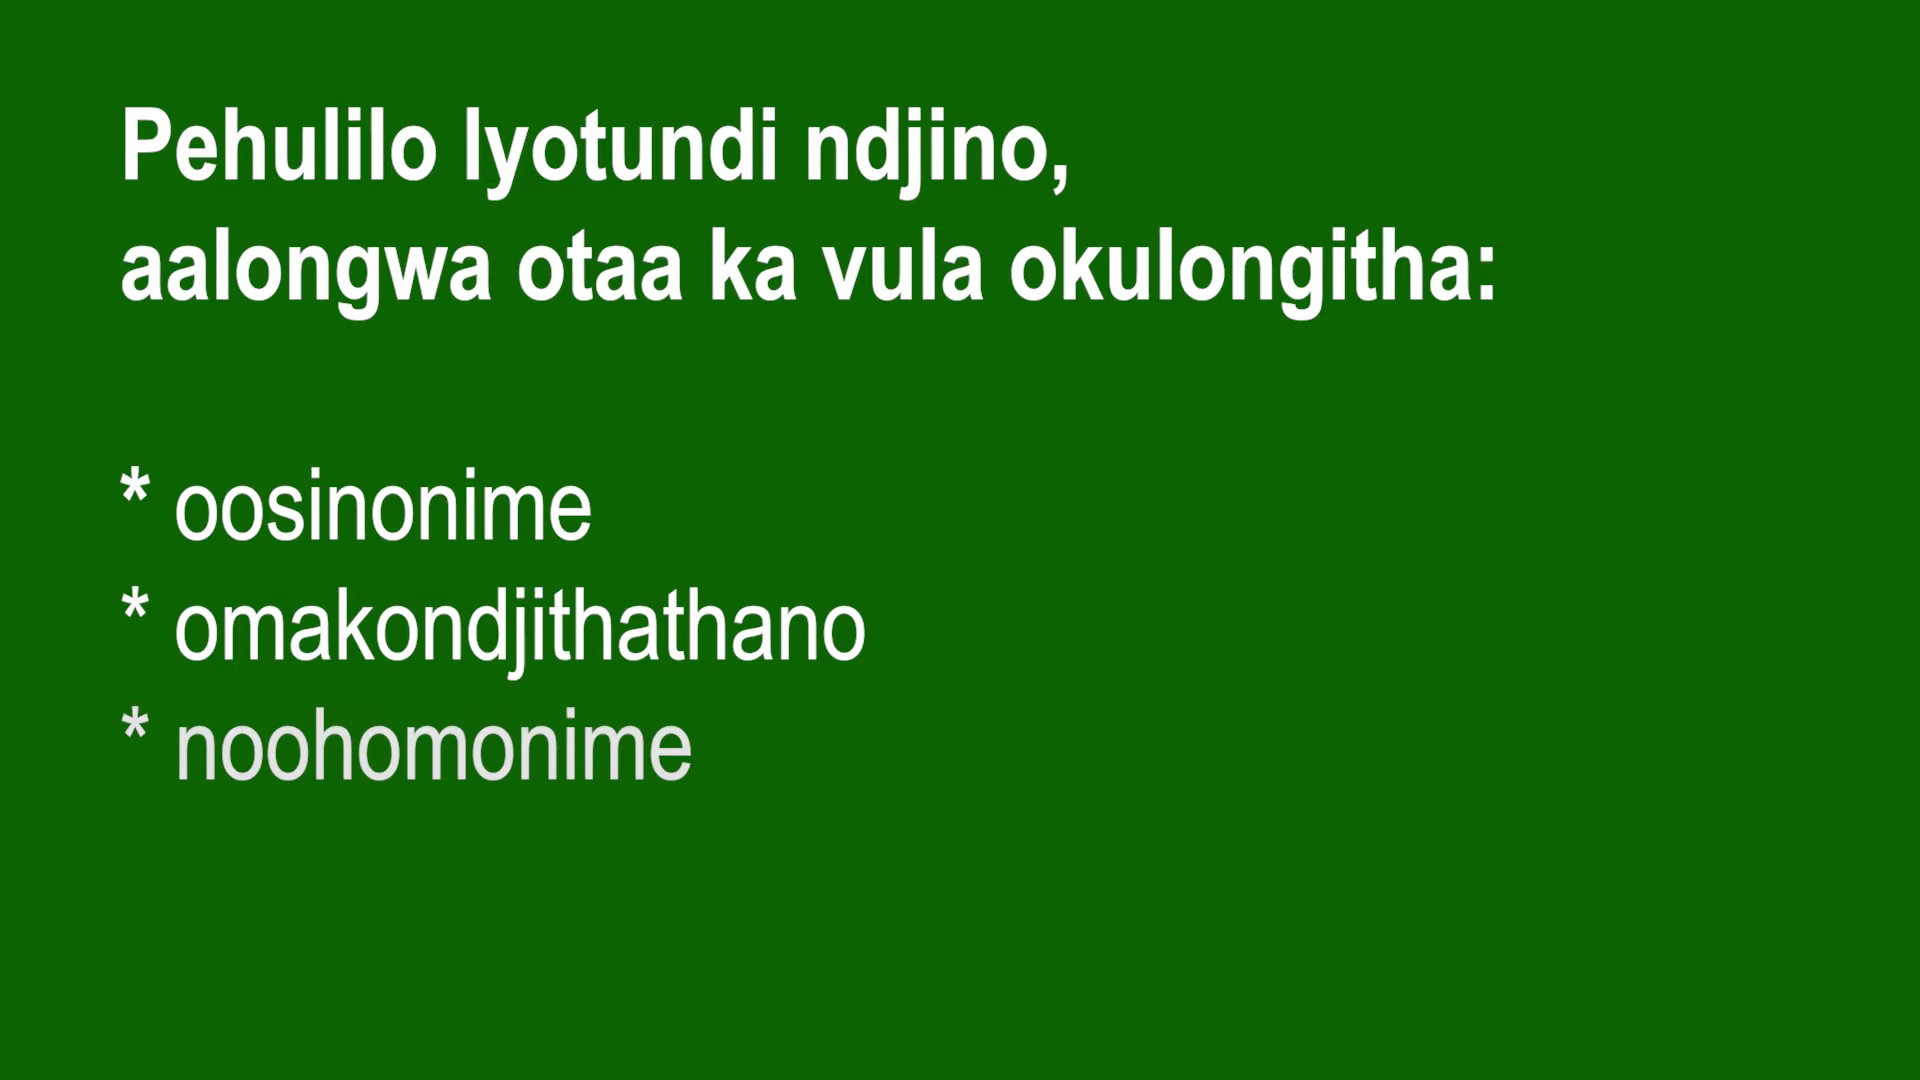 Pehulilo lyotundi ndjino,
aalongwa otaa ka vula okulongitha:
* oosinonime
* omakondjithathano
* noohomonime